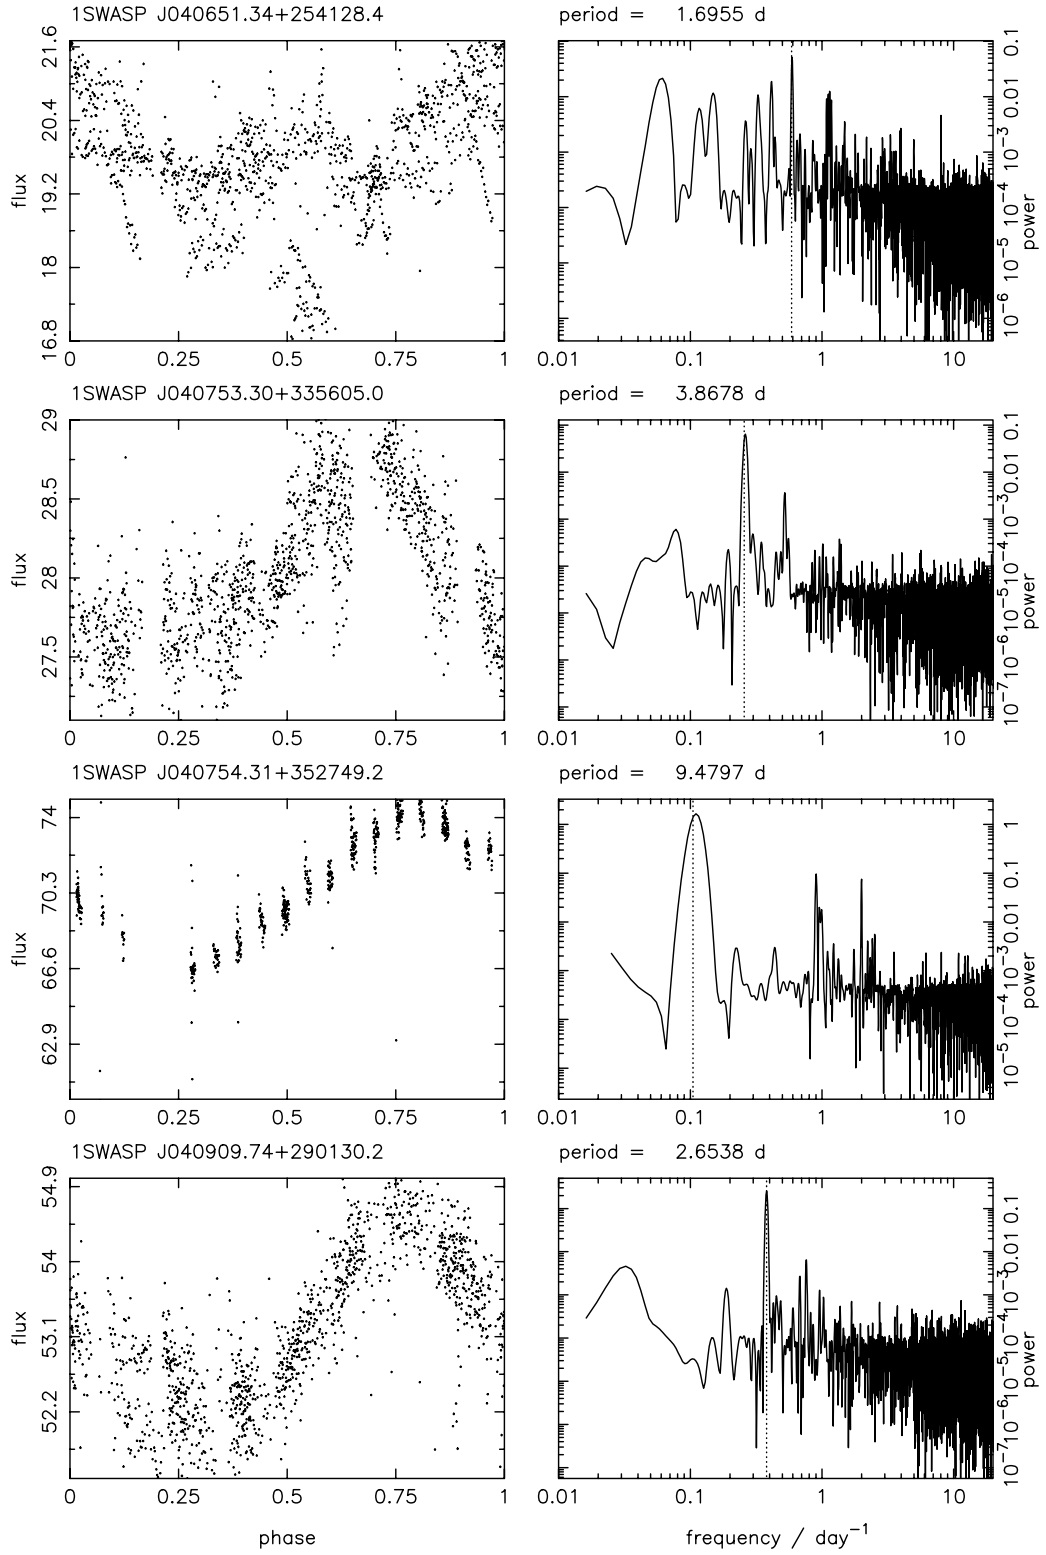 1SWASP J040651.34+254128.4
period = 1.6955 d
21.6
20.4
19.2
18
16.8
flux
0 0.25 0.5 0.75 1
0.1
0.01
10⁻³
10⁻⁴
10⁻⁵
10⁻⁶
power
0.01 0.1 1 10
1SWASP J040753.30+335605.0
period = 3.8678 d
29
28.5
28
27.5
flux
0 0.25 0.5 0.75 1
0.1
0.01
10⁻³
10⁻⁴
10⁻⁵
10⁻⁶
10⁻⁷
power
0.01 0.1 1 10
1SWASP J040754.31+352749.2
period = 9.4797 d
74
70.3
66.6
62.9
flux
0 0.25 0.5 0.75 1
1
0.1
0.01
10⁻³
10⁻⁴
10⁻⁵
power
0.01 0.1 1 10
1SWASP J040909.74+290130.2
period = 2.6538 d
54.9
54
53.1
52.2
flux
0 0.25 0.5 0.75 1
0.1
0.01
10⁻³
10⁻⁴
10⁻⁵
10⁻⁶
10⁻⁷
power
0.01 0.1 1 10
phase
frequency / day⁻¹